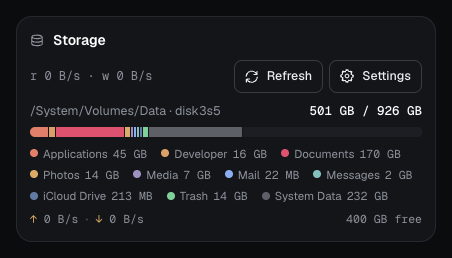 Storage
r 0 B/s · w 0 B/s
Refresh
Settings
/System/Volumes/Data · disk3s5 501 GB / 926 GB
Applications 45 GB Developer 16 GB Documents 170 GB
Photos 14 GB Media 7 GB Mail 22 MB Messages 2 GB
iCloud Drive 213 MB Trash 14 GB System Data 232 GB
↑ 0 B/s · ↓ 0 B/s 400 GB free